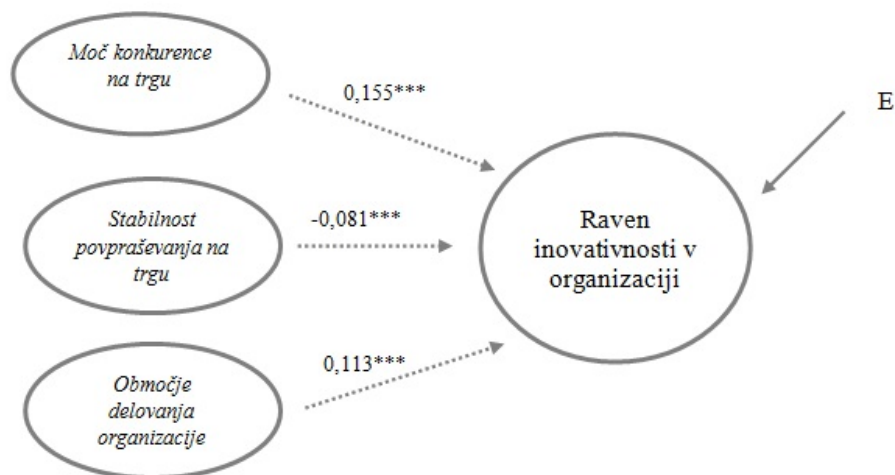 Moč konkurence
na trgu
0,155***
E
Stabilnost
povpraševanja na
trgu
-0,081***
Raven
inovativnosti v
organizaciji
0,113***
Območje
delovanja
organizacije